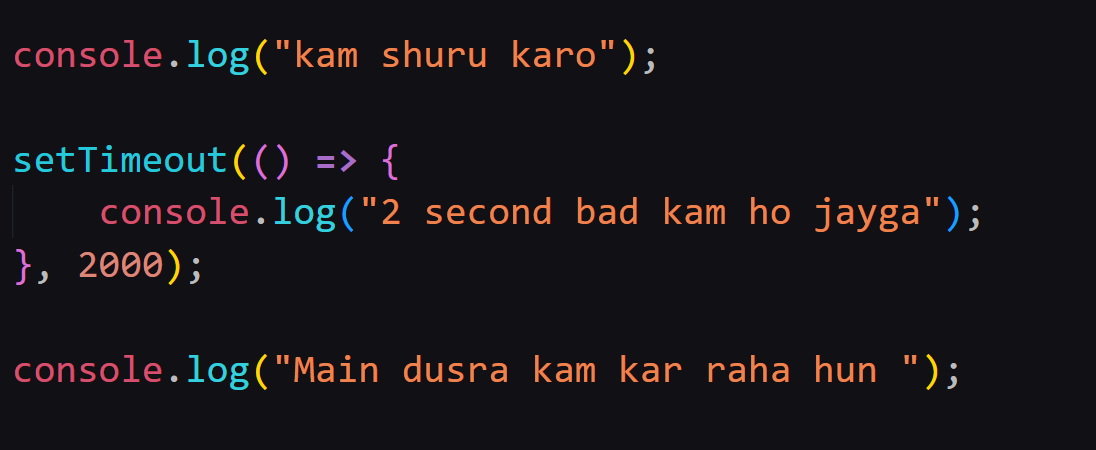 console.log("kam shuru karo");
setTimeout(() => {
    console.log("2 second bad kam ho jayga");
}, 2000);
console.log("Main dusra kam kar raha hun ");